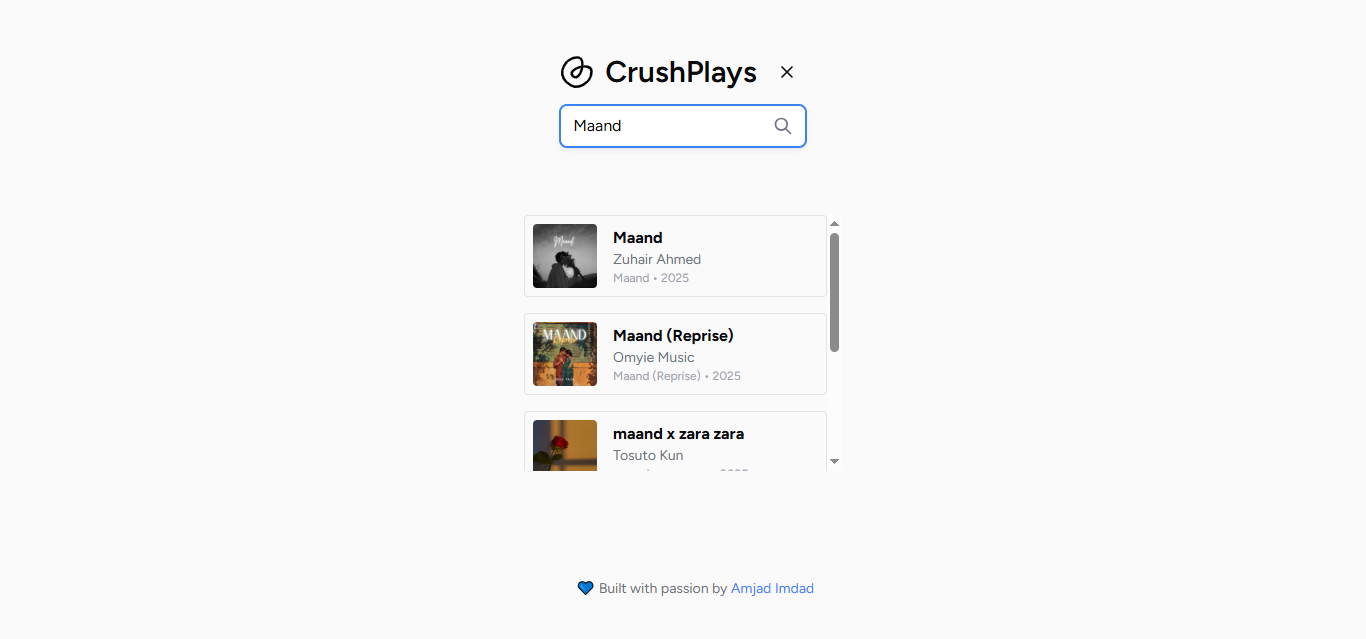 CrushPlays
Maand
Maand
Maand
Zuhair Ahmed
Maand • 2025
MAAND
Maand (Reprise)
Omyie Music
Maand (Reprise) • 2025
maand x zara zara
Tosuto Kun
Built with passion by Amjad Imdad